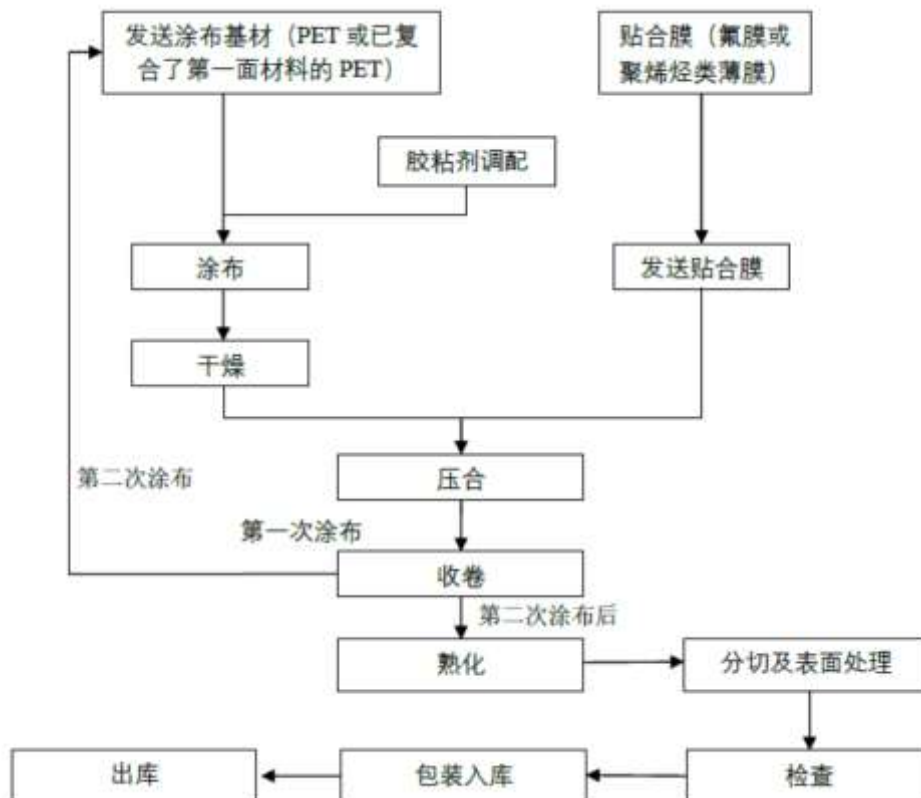 发送涂布基材（PET 或已复
合了第一面材料的 PET）
贴合膜（氟膜或
聚烯烃类薄膜）
胶粘剂调配
涂布
发送贴合膜
干燥
压合
第二次涂布
第一次涂布
收卷
第二次涂布后
熟化
分切及表面处理
出库
包装入库
检查